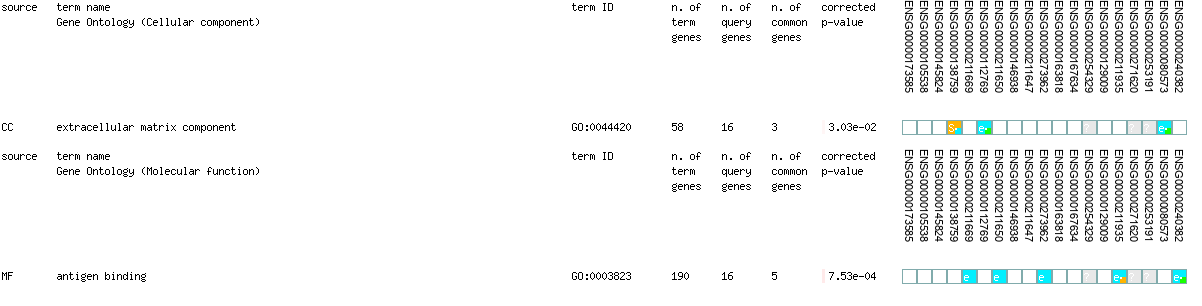 source term name term ID n. of n. of n. of corrected
Gene Ontology (Cellular component) term query common p-value
genes genes genes
ENSG00000173585
ENSG00000105538
ENSG00000145824
ENSG00000138759
ENSG00000211669
ENSG00000112769
ENSG00000211650
ENSG00000146938
ENSG00000211647
ENSG00000273962
ENSG00000163818
ENSG00000167634
ENSG00000254329
ENSG00000129009
ENSG00000211935
ENSG00000271620
ENSG00000253191
ENSG00000080573
ENSG00000240382
CC extracellular matrix component GO:0044420 58 16 3 3.03e-02 S e ? ? ? e
source term name term ID n. of n. of n. of corrected
Gene Ontology (Molecular function) term query common p-value
genes genes genes
ENSG00000173585
ENSG00000105538
ENSG00000145824
ENSG00000138759
ENSG00000211669
ENSG00000112769
ENSG00000211650
ENSG00000146938
ENSG00000211647
ENSG00000273962
ENSG00000163818
ENSG00000167634
ENSG00000254329
ENSG00000129009
ENSG00000211935
ENSG00000271620
ENSG00000253191
ENSG00000080573
ENSG00000240382
MF antigen binding GO:0003823 190 16 5 7.53e-04 e e e ? e ? ? e